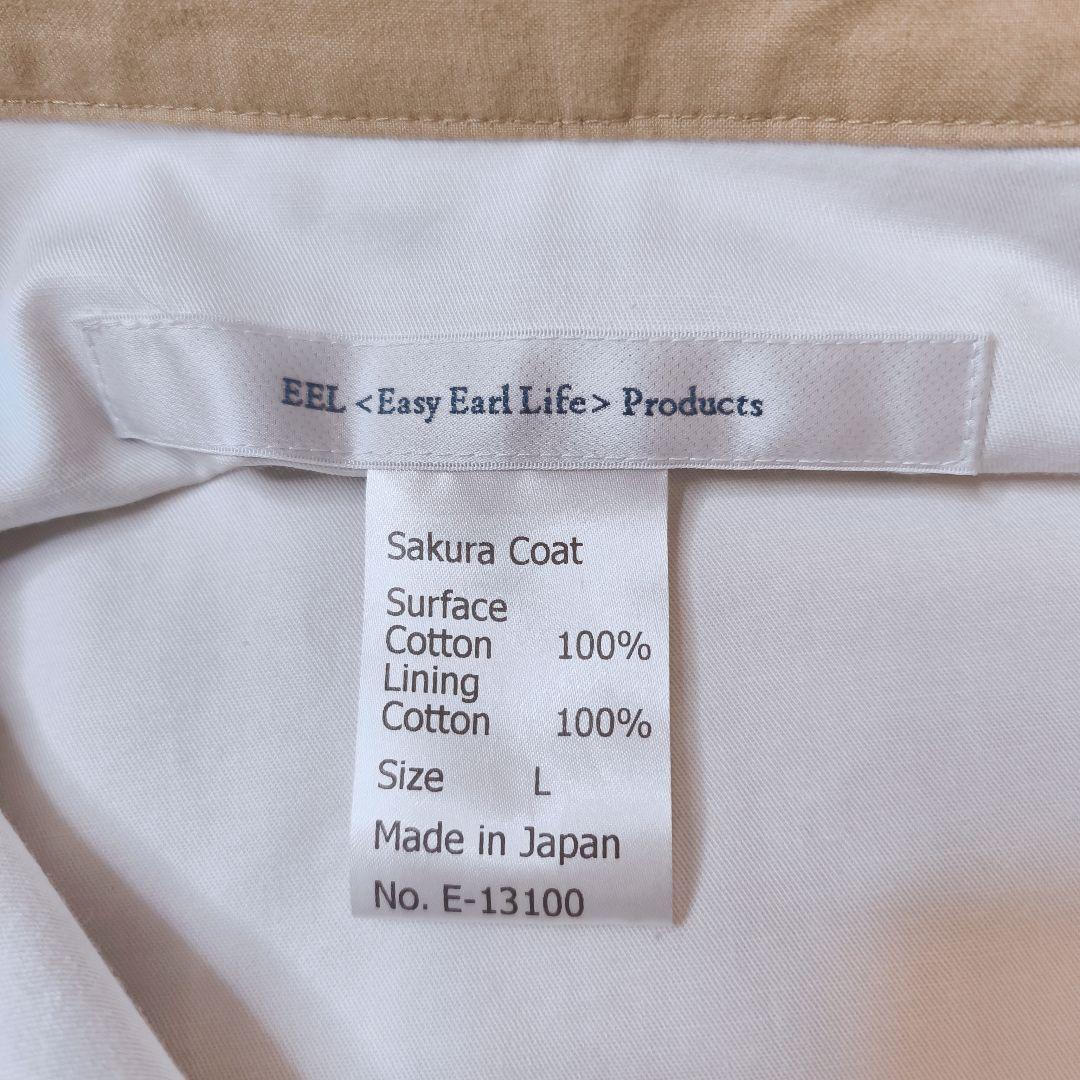 EEL <Easy Earl Life> Products
Sakura Coat
Surface
Cotton 100%
Lining
Cotton 100%
Size L
Made in Japan
No. E-13100